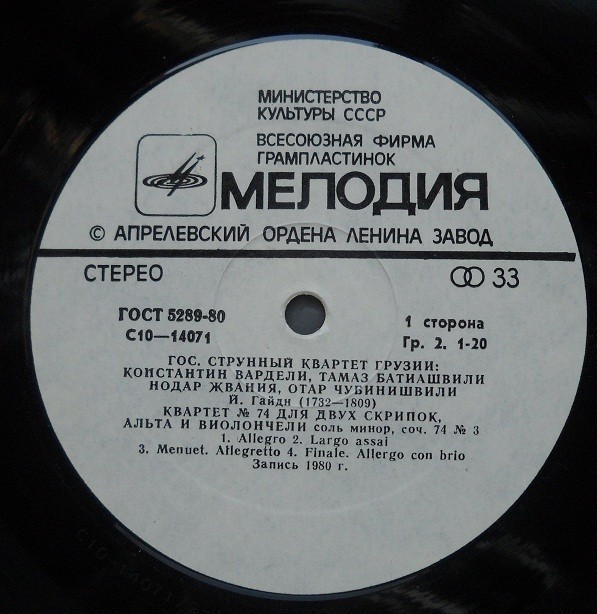 МИНИСТЕРСТВО
КУЛЬТУРЫ СССР
ВСЕСОЮЗНАЯ ФИРМА
ГРАМПЛАСТИНОК
МЕЛОДИЯ
© АПРЕЛЕВСКИЙ ОРДЕНА ЛЕНИНА ЗАВОД
СТЕРЕО 33
ГОСТ 5289-80
С10—14071
1 сторона
Гр. 2. 1-20
ГОС. СТРУННЫЙ КВАРТЕТ ГРУЗИИ:
КОНСТАНТИН ВАРДЕЛИ, ТАМАЗ БАТИАШВИЛИ
НОДАР ЖВАНИЯ, ОТАР ЧУБИНИШВИЛИ
Й. Гайдн (1732—1809)
КВАРТЕТ № 74 ДЛЯ ДВУХ СКРИПОК,
АЛЬТА И ВИОЛОНЧЕЛИ соль минор, соч. 74 № 3
1. Allegro 2. Largo assai
3. Menuet. Allegretto 4. Finale. Allergo con brio
Запись 1980 г.
С10-14071